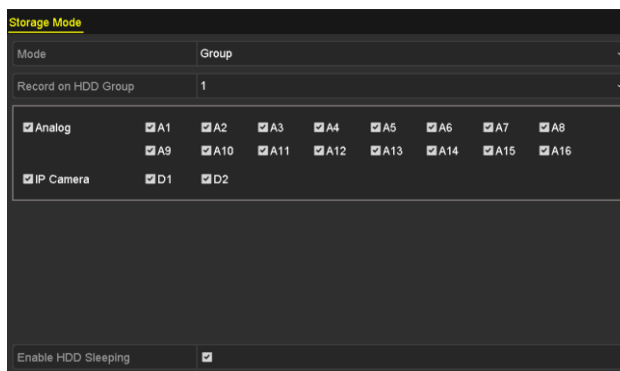 Storage Mode
Mode Group
Record on HDD Group 1
Analog A1 A2 A3 A4 A5 A6 A7 A8
A9 A10 A11 A12 A13 A14 A15 A16
IP Camera D1 D2
Enable HDD Sleeping